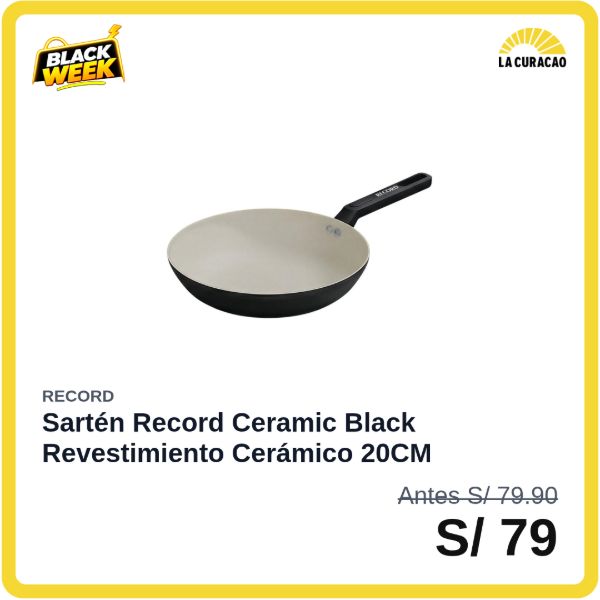 BLACK
WEEK
LA CURACAO
RECORD
RECORD
Sartén Record Ceramic Black
Revestimiento Cerámico 20CM
Antes S/ 79.90
S/ 79